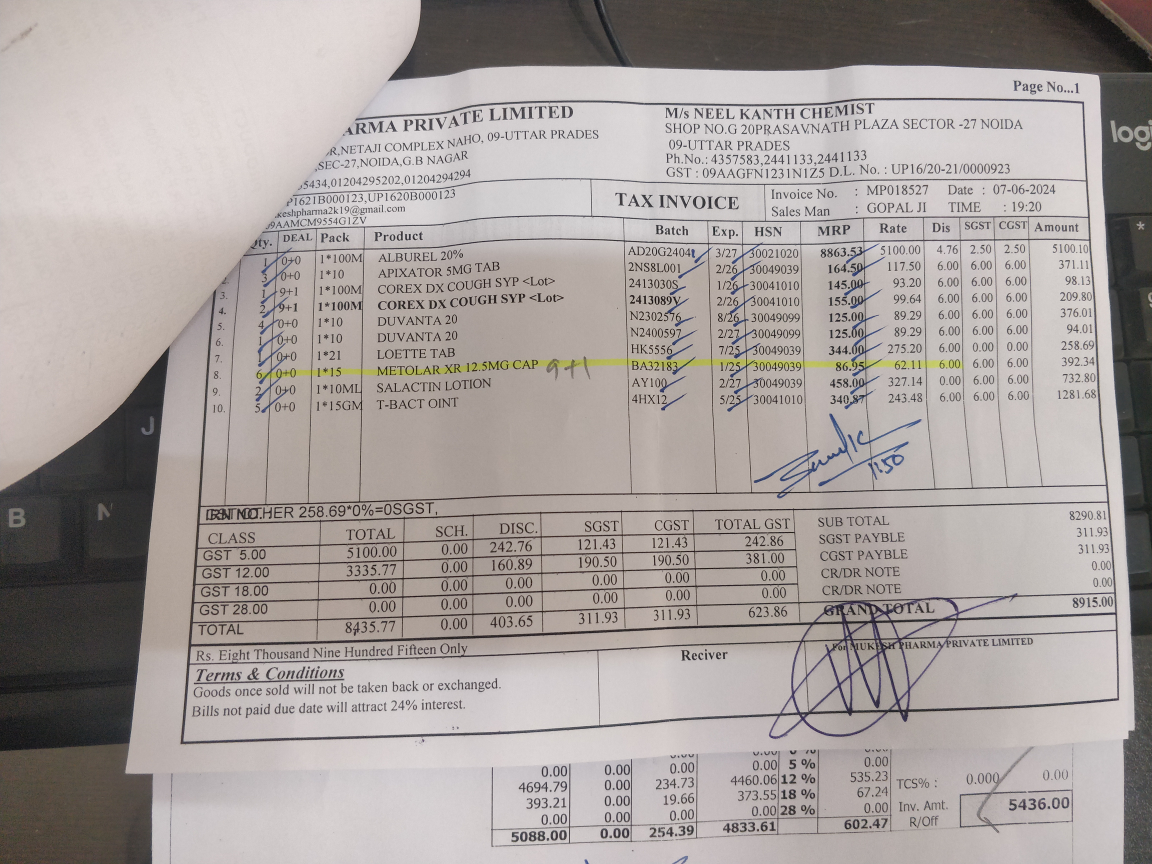 Page No...1
ARMA PRIVATE LIMITED
R,NETAJI COMPLEX NAHO, 09-UTTAR PRADES
SEC-27,NOIDA,G.B NAGAR
5434,01204295202,01204294294
P1621B000123,UP1620B000123
keshpharma2k19@gmail.com
09AAMCM9554G1ZV
M/s NEEL KANTH CHEMIST
SHOP NO.G 20PRASAVNATH PLAZA SECTOR -27 NOIDA
09-UTTAR PRADES
Ph.No.: 4357583,2441133,2441133
GST : 09AAGFN1231N1Z5 D.L. No. : UP16/20-21/0000923
TAX INVOICE
Invoice No. : MP018527 Date : 07-06-2024
Sales Man : GOPAL JI TIME : 19:20
Qty. DEAL Pack Product Batch Exp. HSN MRP Rate Dis SGST CGST Amount
1 0+0 1*100M ALBUREL 20% AD20G2404 3/27 30021020 8863.53 5100.00 4.76 2.50 2.50 5100.10
3 0+0 1*10 APIXATOR 5MG TAB 2NS8L001 2/26 30049039 164.50 117.50 6.00 6.00 6.00 371.11
3. 1 9+1 1*100M COREX DX COUGH SYP <Lot> 2413030S 1/26 30041010 145.00 93.20 6.00 6.00 6.00 98.13
4. 2 9+1 1*100M COREX DX COUGH SYP <Lot> 2413089V 2/26 30041010 155.00 99.64 6.00 6.00 6.00 209.80
5. 4 0+0 1*10 DUVANTA 20 N2302576 8/26 30049099 125.00 89.29 6.00 6.00 6.00 376.01
6. 1 0+0 1*10 DUVANTA 20 N2400597 2/27 30049099 125.00 89.29 6.00 6.00 6.00 94.01
7. 0+0 1*21 LOETTE TAB HK5556 7/25 30049039 344.00 275.20 6.00 0.00 0.00 258.69
8. 6 0+0 1*15 METOLAR XR 12.5MG CAP 9+1 BA32183 1/25 30049039 86.95 62.11 6.00 6.00 6.00 392.34
9. 2 0+0 1*10ML SALACTIN LOTION AY100 2/27 30049039 458.00 327.14 0.00 6.00 6.00 732.80
10. 5 0+0 1*15GM T-BACT OINT 4HX12 5/25 30041010 340.87 243.48 6.00 6.00 6.00 1281.68
1150
HER 258.69*0%=0SGST,
CLASS TOTAL SCH. DISC. SGST CGST TOTAL GST
GST 5.00 5100.00 0.00 242.76 121.43 121.43 242.86
GST 12.00 3335.77 0.00 160.89 190.50 190.50 381.00
GST 18.00 0.00 0.00 0.00 0.00 0.00 0.00
GST 28.00 0.00 0.00 0.00 0.00 0.00 0.00
TOTAL 8435.77 0.00 403.65 311.93 311.93 623.86
SUB TOTAL 8290.81
SGST PAYBLE 311.93
CGST PAYBLE 311.93
CR/DR NOTE 0.00
CR/DR NOTE 0.00
GRAND TOTAL 8915.00
Rs. Eight Thousand Nine Hundred Fifteen Only
Terms & Conditions
Goods once sold will not be taken back or exchanged.
Bills not paid due date will attract 24% interest.
Reciver
For MUKESH PHARMA PRIVATE LIMITED
0.00 0.00 0.00 0.00 5 % 0.00
4694.79 0.00 234.73 4460.06 12 % 535.23
393.21 0.00 19.66 373.55 18 % 67.24
0.00 0.00 0.00 0.00 28 % 0.00
5088.00 0.00 254.39 4833.61 602.47
TCS% : 0.000 0.00
Inv. Amt. 5436.00
R/Off
logi
J
B
N
*